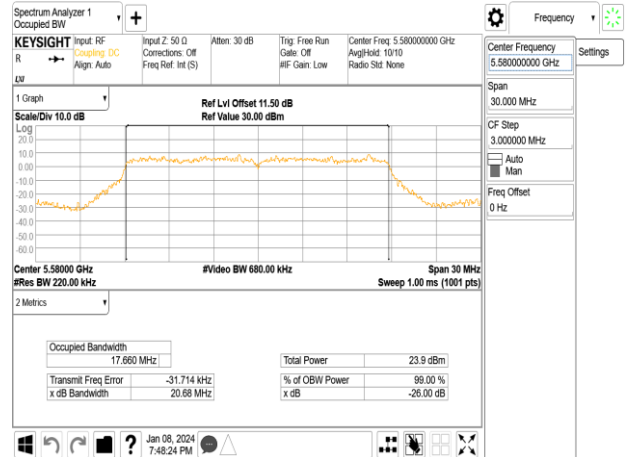 Spectrum Analyzer 1
Occupied BW
Frequency
KEYSIGHT
R
LXI
Input: RF
Coupling: DC
Align: Auto
Input Z: 50 Ω
Corrections: Off
Freq Ref: Int (S)
Atten: 30 dB
Trig: Free Run
Gate: Off
#IF Gain: Low
Center Freq: 5.580000000 GHz
Avg|Hold: 10/10
Radio Std: None
Center Frequency
5.580000000 GHz
Settings
Span
30.000 MHz
CF Step
3.000000 MHz
Auto
Man
Freq Offset
0 Hz
1 Graph
Scale/Div 10.0 dB
Ref Lvl Offset 11.50 dB
Ref Value 30.00 dBm
Log
20.0
10.0
0.00
-10.0
-20.0
-30.0
-40.0
-50.0
-60.0
Center 5.58000 GHz
#Res BW 220.00 kHz
#Video BW 680.00 kHz
Span 30 MHz
Sweep 1.00 ms (1001 pts)
2 Metrics
Occupied Bandwidth
17.660 MHz
Transmit Freq Error -31.714 kHz
x dB Bandwidth 20.68 MHz
Total Power 23.9 dBm
% of OBW Power 99.00 %
x dB -26.00 dB
?
Jan 08, 2024
7:48:24 PM